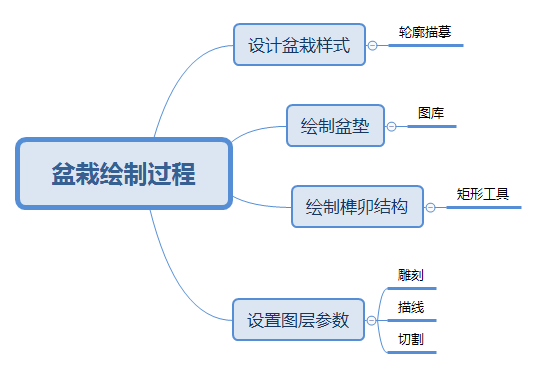 盆栽绘制过程
设计盆栽样式
轮廓描摹
绘制盆垫
图库
绘制榫卯结构
矩形工具
设置图层参数
雕刻
描线
切割